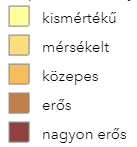 kismértékű
mérsékelt
közepes
erős
nagyon erős